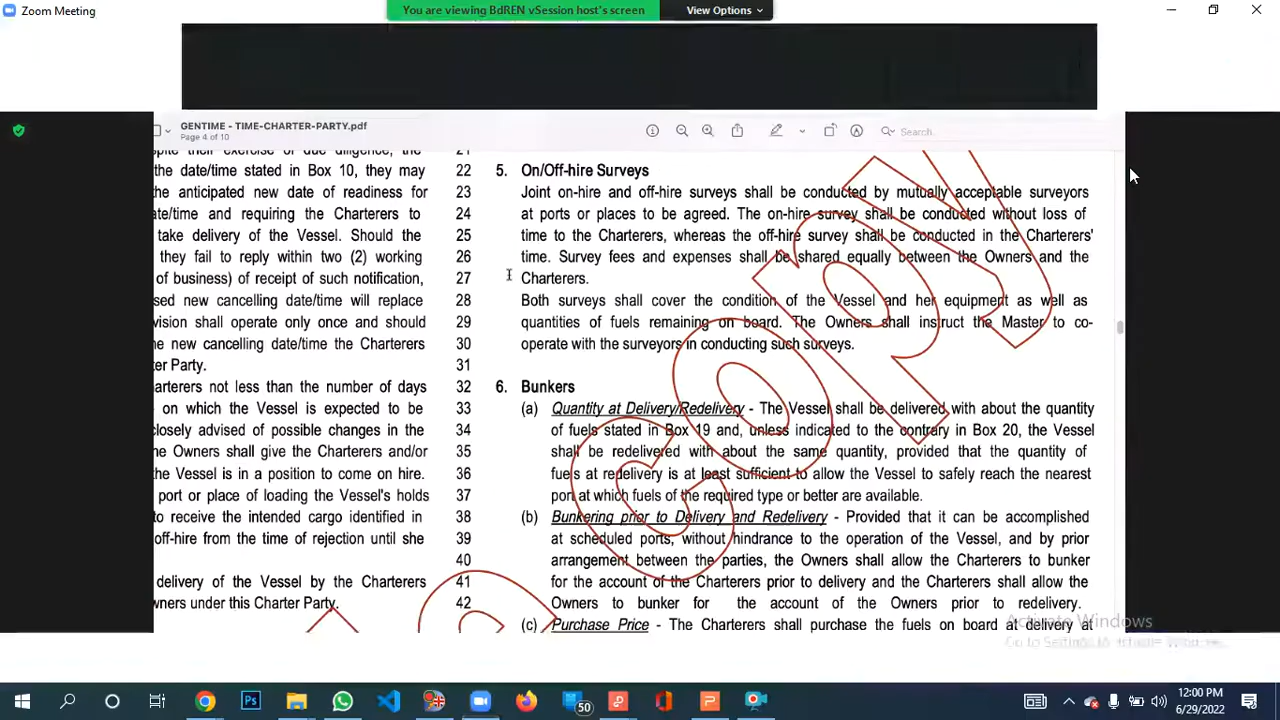 Zoom Meeting
You are viewing BdREN vSession host's screen
View Options
GENTIME - TIME-CHARTER-PARTY.pdf
Page 4 of 10
Search
the date/time stated in Box 10, they may
the anticipated new date of readiness for
ate/time and requiring the Charterers to
take delivery of the Vessel. Should the
they fail to reply within two (2) working
of business) of receipt of such notification,
sed new cancelling date/time will replace
vision shall operate only once and should
e new cancelling date/time the Charterers
er Party.
arterers not less than the number of days
on which the Vessel is expected to be
closely advised of possible changes in the
he Owners shall give the Charterers and/or
the Vessel is in a position to come on hire.
port or place of loading the Vessel's holds
to receive the intended cargo identified in
off-hire from the time of rejection until she
delivery of the Vessel by the Charterers
wners under this Charter Party.
21
22
23
24
25
26
27
28
29
30
31
32
33
34
35
36
37
38
39
40
41
42
5. On/Off-hire Surveys
Joint on-hire and off-hire surveys shall be conducted by mutually acceptable surveyors
at ports or places to be agreed. The on-hire survey shall be conducted without loss of
time to the Charterers, whereas the off-hire survey shall be conducted in the Charterers'
time. Survey fees and expenses shall be shared equally between the Owners and the
Charterers.
Both surveys shall cover the condition of the Vessel and her equipment as well as
quantities of fuels remaining on board. The Owners shall instruct the Master to co-
operate with the surveyors in conducting such surveys.
6. Bunkers
(a) Quantity at Delivery/Redelivery - The Vessel shall be delivered with about the quantity
of fuels stated in Box 19 and, unless indicated to the contrary in Box 20, the Vessel
shall be redelivered with about the same quantity, provided that the quantity of
fuels at redelivery is at least sufficient to allow the Vessel to safely reach the nearest
port at which fuels of the required type or better are available.
(b) Bunkering prior to Delivery and Redelivery - Provided that it can be accomplished
at scheduled ports, without hindrance to the operation of the Vessel, and by prior
arrangement between the parties, the Owners shall allow the Charterers to bunker
for the account of the Charterers prior to delivery and the Charterers shall allow the
Owners to bunker for the account of the Owners prior to redelivery.
(c) Purchase Price - The Charterers shall purchase the fuels on board at delivery at
copy
Activate Windows
50
12:00 PM
6/29/2022